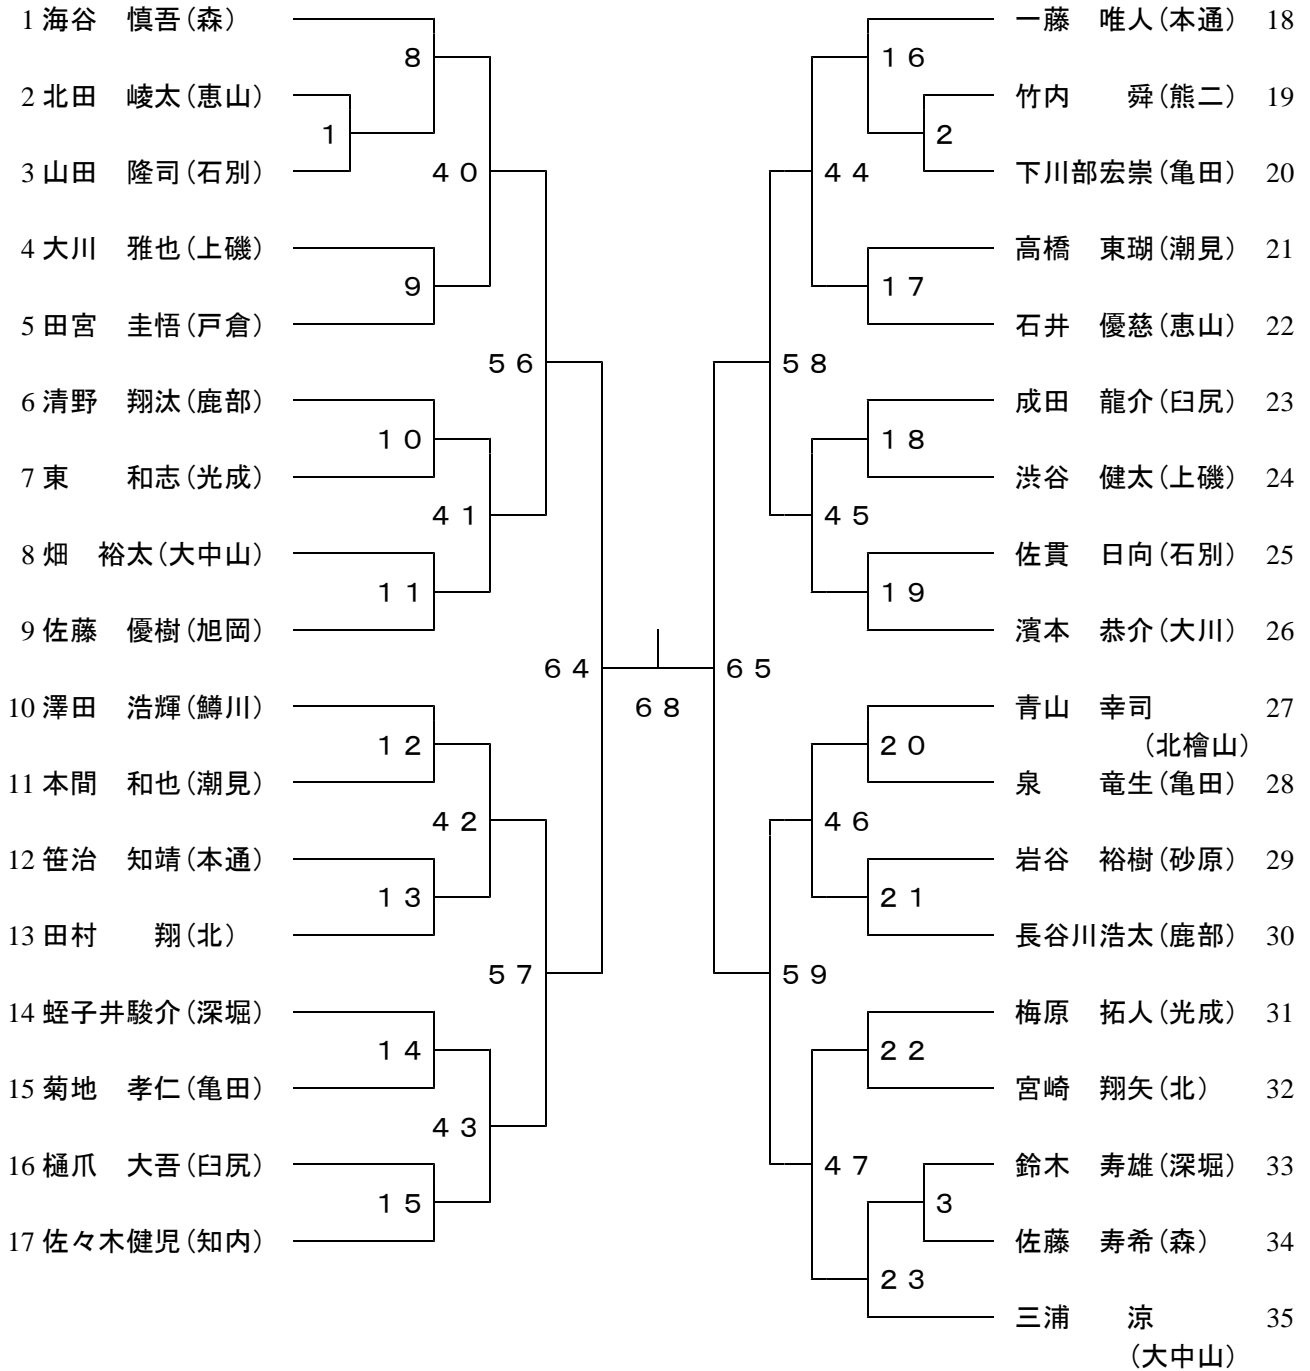 1 海谷　慎吾（森）
8
2 北田　崚太（恵山）
1
3 山田　隆司（石別）
４０
4 大川　雅也（上磯）
9
5 田宮　圭悟（戸倉）
５６
6 清野　翔汰（鹿部）
１０
7 東　　和志（光成）
４１
8 畑　裕太（大中山）
１１
9 佐藤　優樹（旭岡）
６４
10 澤田　浩輝（鱒川）
１２
11 本間　和也（潮見）
４２
12 笹治　知靖（本通）
１３
13 田村　　翔（北）
５７
14 蛭子井駿介（深堀）
１４
15 菊地　孝仁（亀田）
４３
16 樋爪　大吾（臼尻）
１５
17 佐々木健児（知内）
６８
一藤　唯人（本通） 18
１６
竹内　　舜（熊二） 19
2
下川部宏崇（亀田） 20
４４
高橋　東瑚（潮見） 21
１７
石井　優慈（恵山） 22
５８
成田　龍介（臼尻） 23
１８
渋谷　健太（上磯） 24
４５
佐貫　日向（石別） 25
１９
濱本　恭介（大川） 26
６５
青山　幸司 27
（北檜山）
２０
泉　　竜生（亀田） 28
４６
岩谷　裕樹（砂原） 29
２１
長谷川浩太（鹿部） 30
５９
梅原　拓人（光成） 31
２２
宮崎　翔矢（北） 32
４７
鈴木　寿雄（深堀） 33
3
佐藤　寿希（森） 34
２３
三浦　　涼 35
（大中山）